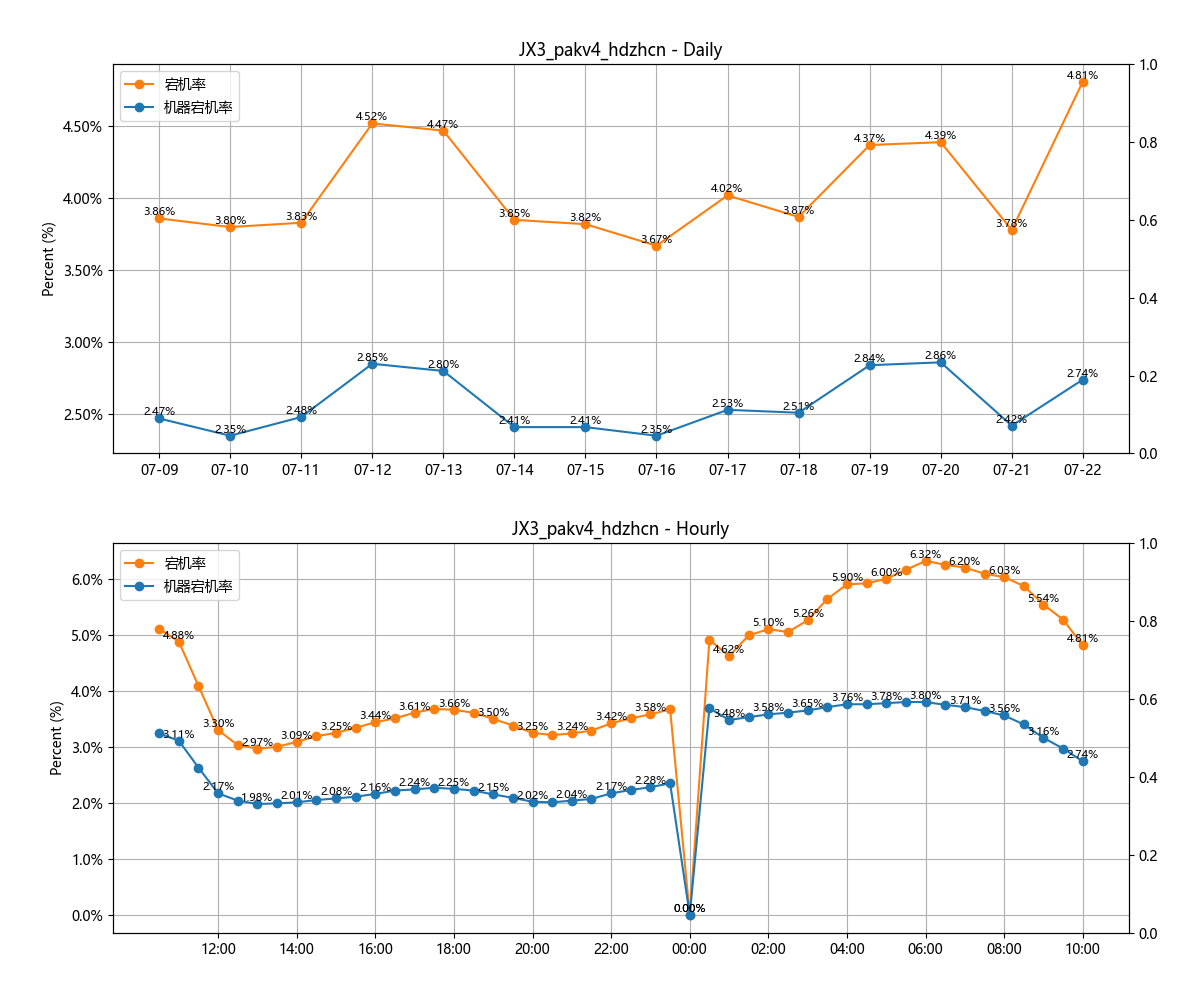 JX3_pakv4_hdzhcn - Daily
宕机率
机器宕机率
Percent (%)
4.50%
4.00%
3.50%
3.00%
2.50%
1.0
0.8
0.6
0.4
0.2
0.0
3.86% 3.80% 3.83% 4.52% 4.47% 3.85% 3.82% 3.67% 4.02% 3.87% 4.37% 4.39% 3.78% 4.81%
2.47% 2.35% 2.48% 2.85% 2.80% 2.41% 2.41% 2.35% 2.53% 2.51% 2.84% 2.86% 2.42% 2.74%
07-09 07-10 07-11 07-12 07-13 07-14 07-15 07-16 07-17 07-18 07-19 07-20 07-21 07-22
JX3_pakv4_hdzhcn - Hourly
宕机率
机器宕机率
Percent (%)
6.0%
5.0%
4.0%
3.0%
2.0%
1.0%
0.0%
1.0
0.8
0.6
0.4
0.2
0.0
4.88% 3.30% 2.97% 3.09% 3.25% 3.44% 3.61% 3.66% 3.50% 3.25% 3.24% 3.42% 3.58% 0.00% 4.62% 5.10% 5.26% 5.90% 6.00% 6.32% 6.20% 6.03% 5.54% 4.81%
3.11% 2.17% 1.98% 2.01% 2.08% 2.16% 2.24% 2.25% 2.15% 2.02% 2.04% 2.17% 2.28% 0.00% 3.48% 3.58% 3.65% 3.76% 3.78% 3.80% 3.71% 3.56% 3.16% 2.74%
12:00 14:00 16:00 18:00 20:00 22:00 00:00 02:00 04:00 06:00 08:00 10:00